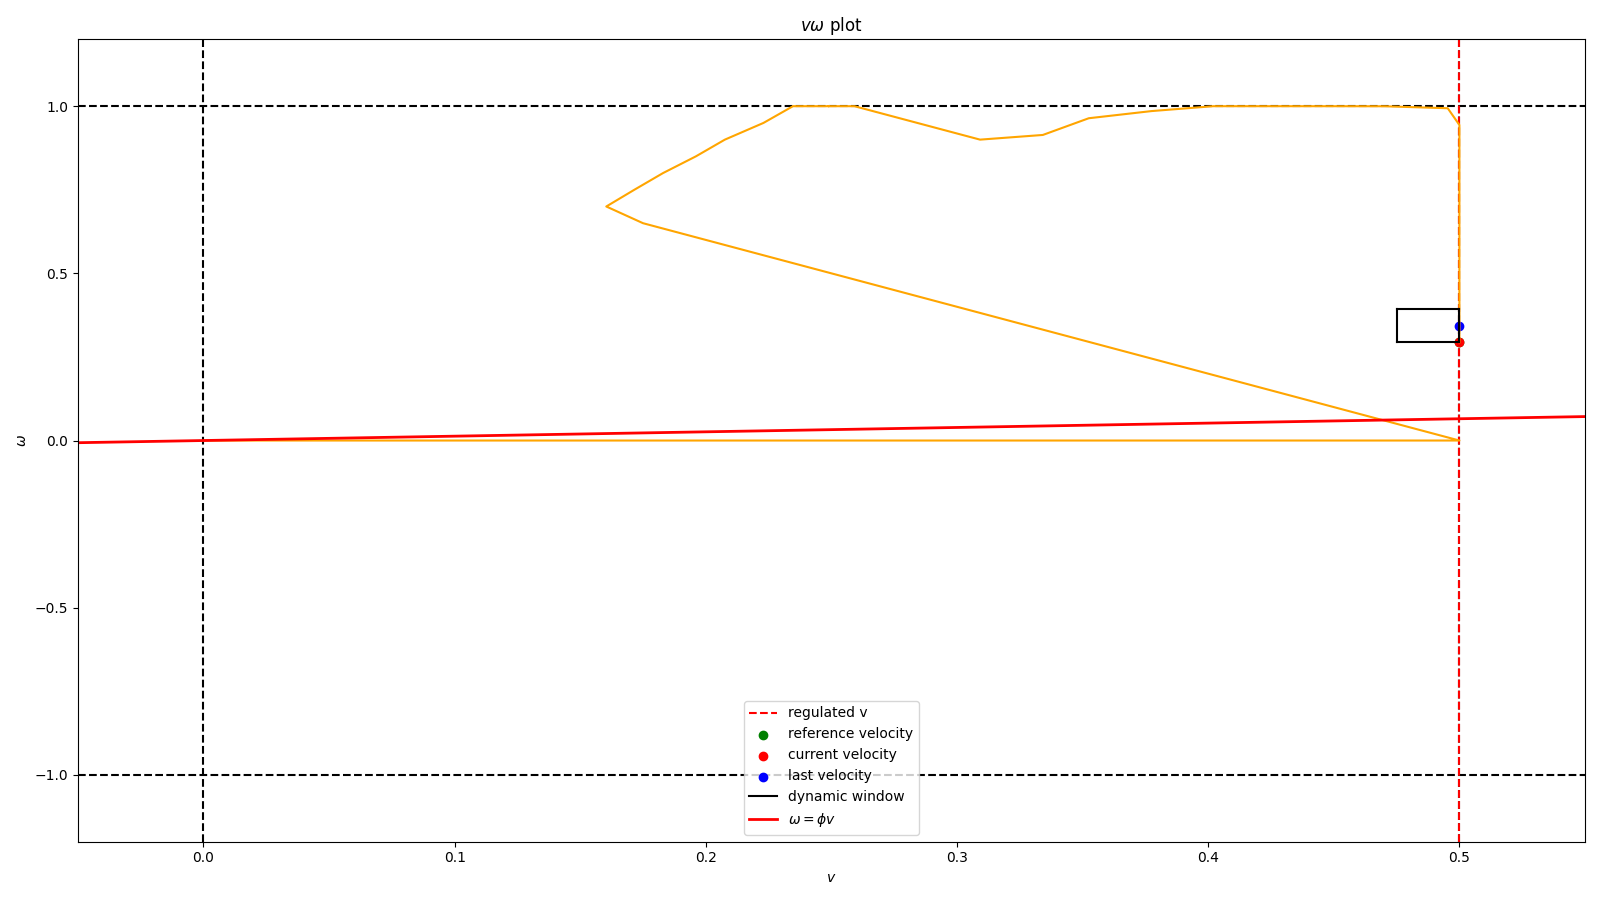 vω plot
1.0
0.5
0.0
−0.5
−1.0
ω
0.0
0.1
0.2
0.3
0.4
0.5
v
regulated v
reference velocity
current velocity
last velocity
dynamic window
ω = ϕv